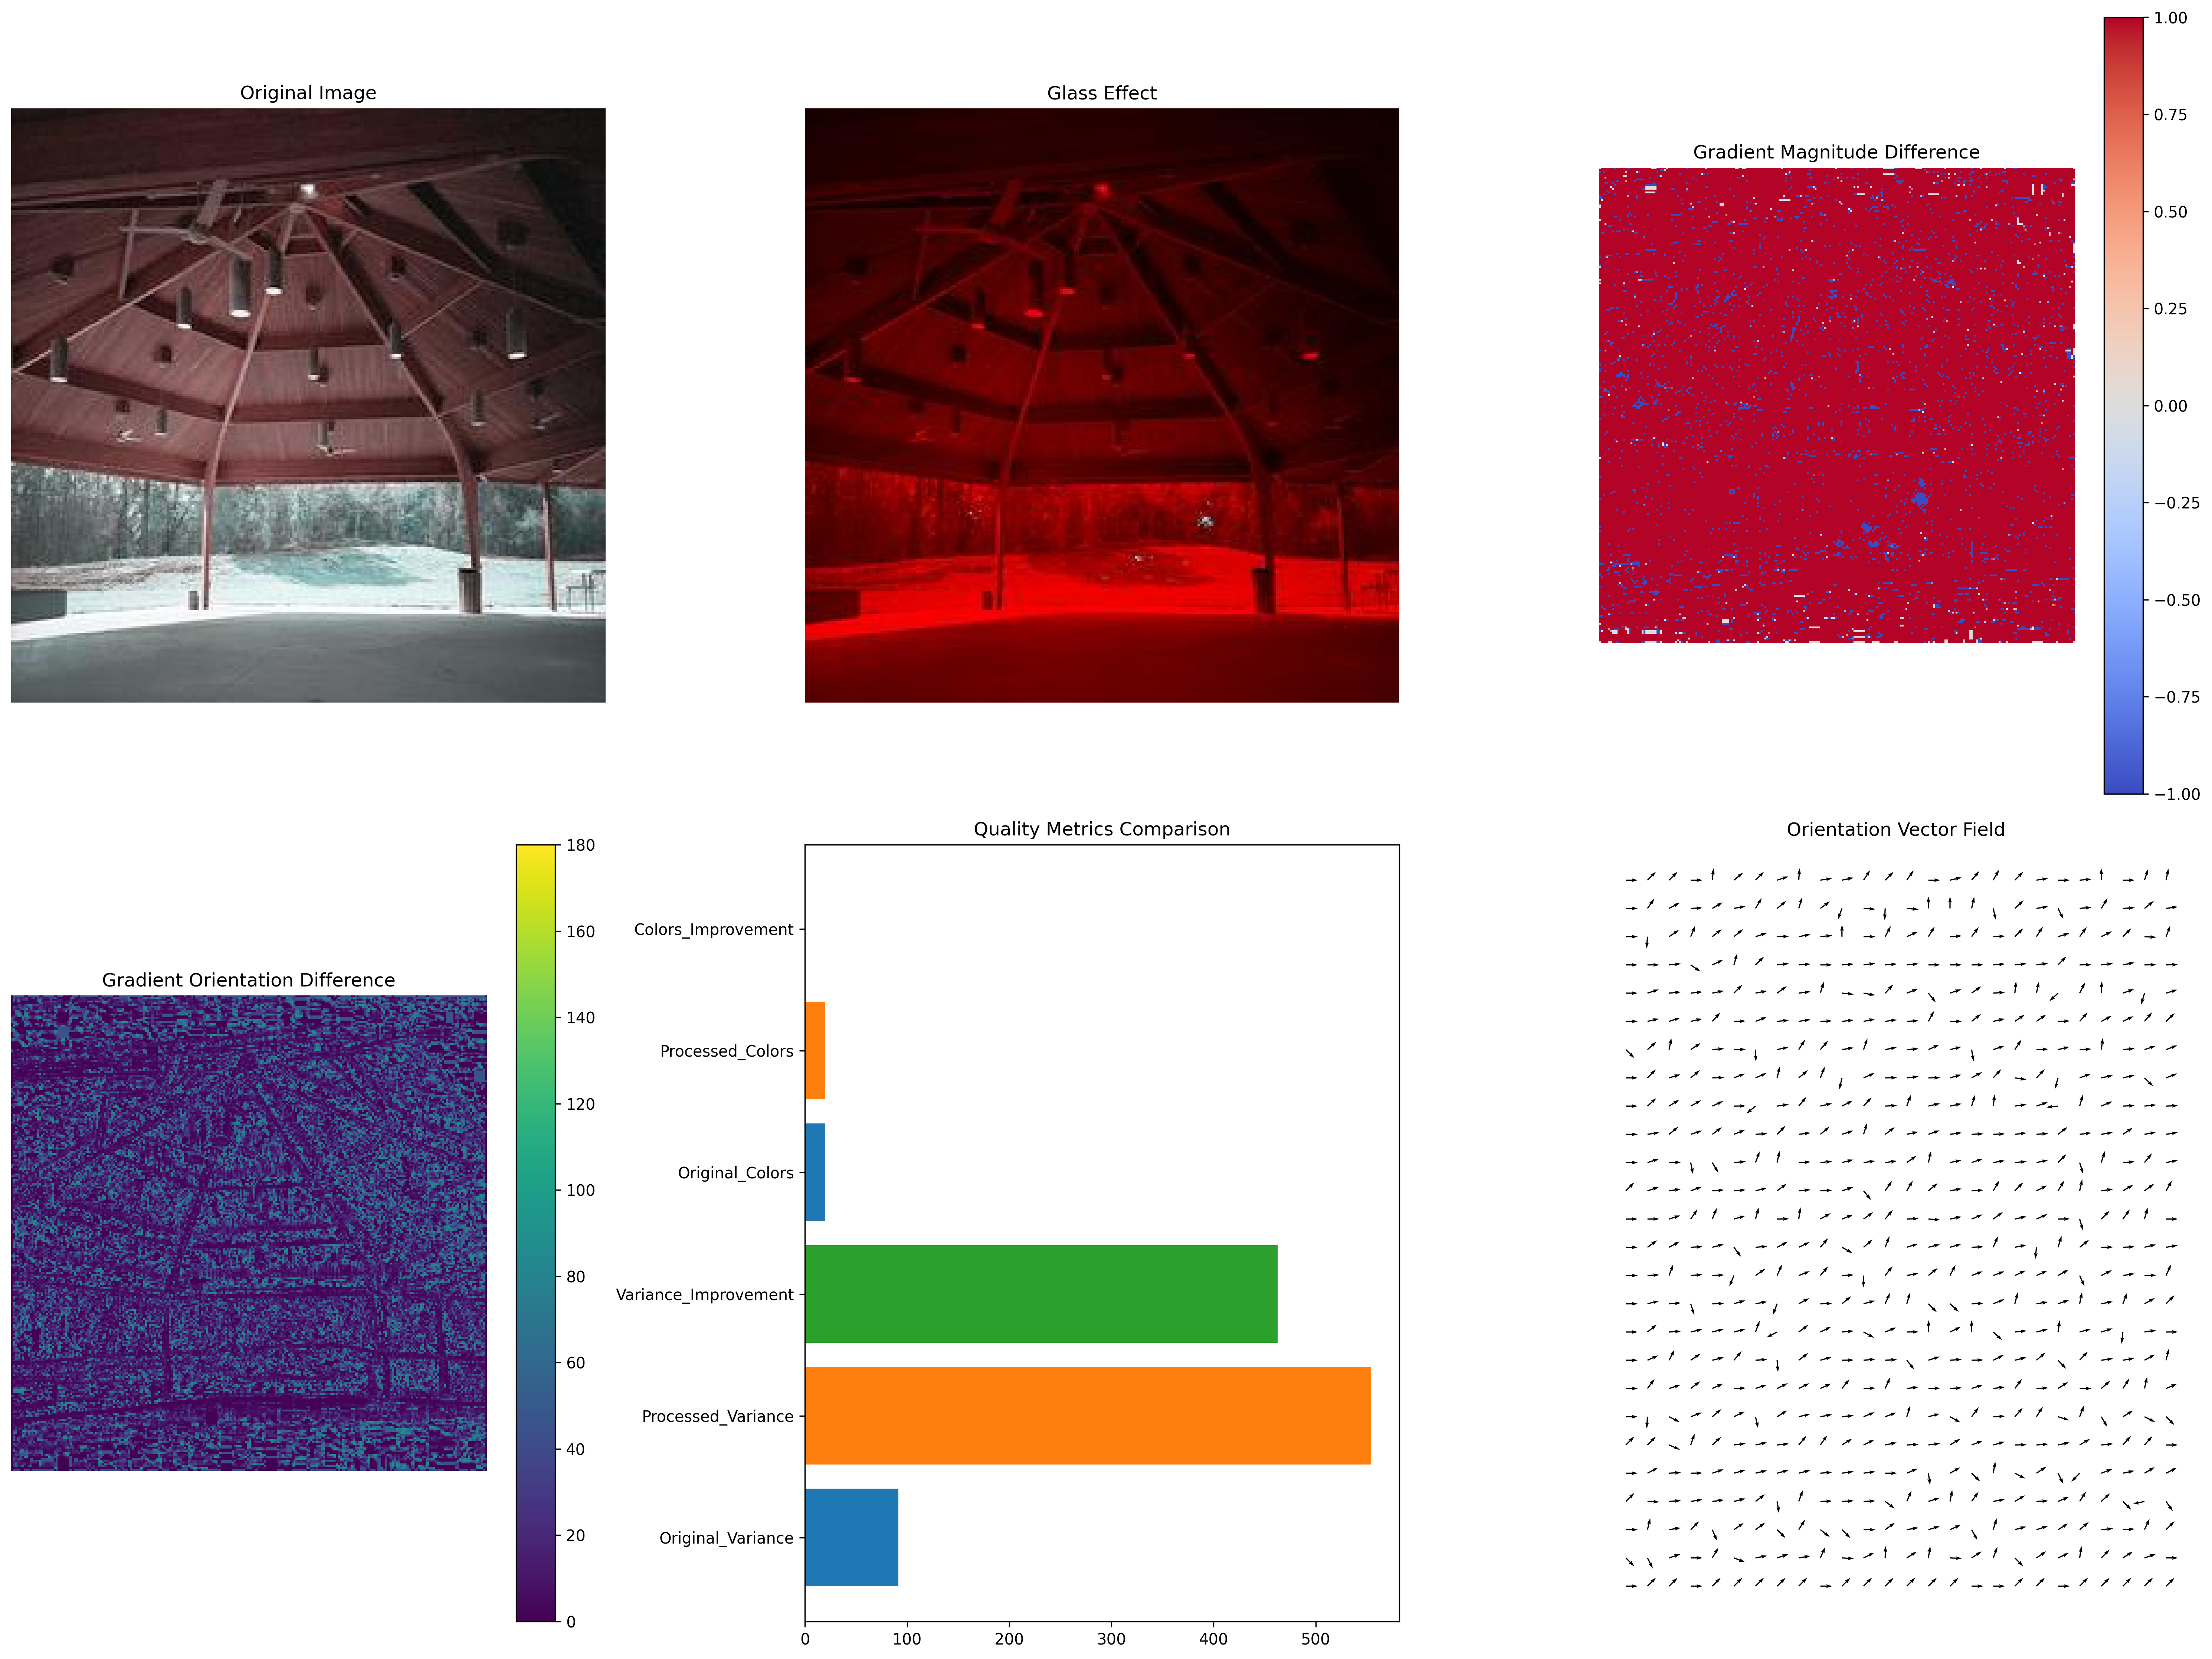 Original Image
Glass Effect
Gradient Magnitude Difference
1.00
0.75
0.50
0.25
0.00
−0.25
−0.50
−0.75
−1.00
Gradient Orientation Difference
180
160
140
120
100
80
60
40
20
0
Quality Metrics Comparison
Colors_Improvement
Processed_Colors
Original_Colors
Variance_Improvement
Processed_Variance
Original_Variance
0 100 200 300 400 500
Orientation Vector Field